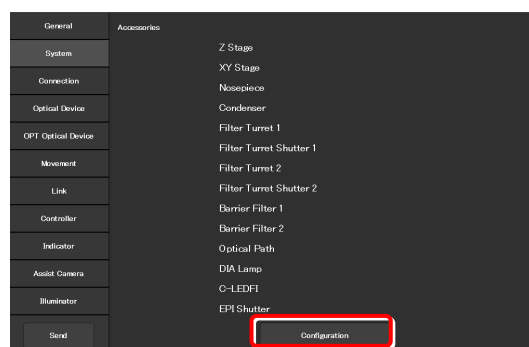 General
System
Connection
Optical Device
OPT Optical Device
Movement
Link
Controller
Indicator
Assist Camera
Illuminator
Send
Accessories
Z Stage
XY Stage
Nosepiece
Condenser
Filter Turret 1
Filter Turret Shutter 1
Filter Turret 2
Filter Turret Shutter 2
Barrier Filter 1
Barrier Filter 2
Optical Path
DIA Lamp
C-LEDFI
EPI Shutter
Configuration